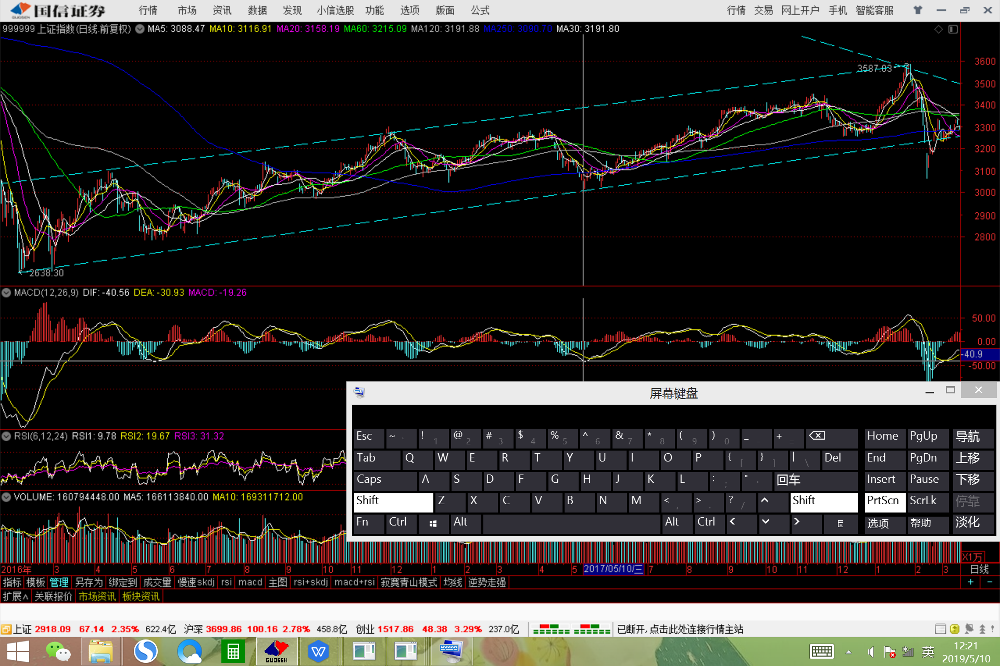 国信证券 行情 市场 资讯 数据 发现 小信选股 功能 选项 版面 公式 行情 交易 网上开户 手机 智能客服
GUOSEN
999999 上证指数(日线.前复权) MA5: 3088.47 MA10: 3116.91 MA20: 3158.19 MA60: 3215.09 MA120: 3191.88 MA250: 3090.70 MA30: 3191.80
3600
3587.03
3500
3400
3300
3200
3100
3000
2900
2800
2638.30
MACD(12,26,9) DIF: -40.56 DEA: -30.93 MACD: -19.26
50.00
0.00
-40.9
-50.00
屏幕键盘
RSI(6,12,24) RSI1: 9.78 RSI2: 19.67 RSI3: 31.32
Esc ~ ` ! 1 @ 2 # 3 $ 4 % 5 ^ 6 & 7 * 8 ( 9 ) 0 _ - + = Home PgUp 导航
Tab Q W E R T Y U I O P { [ } ] | \ Del End PgDn 上移
Caps A S D F G H J K L : ; " ' 回车 Insert Pause 下移
Shift Z X C V B N M < , > . ? / Shift PrtScn ScrLk 停靠
Fn Ctrl Alt Alt Ctrl 选项 帮助 淡化
VOLUME: 160794448.00 MA5: 166113840.00 MA10: 169311712.00
X1万
2016年 3 4 5 6 7 8 9 10 11 12 1 2 3 4 5 2017/05/10/三 7 8 9 10 11 12 1 2 3 日线
指标 模板 管理 另存为 绑定到 成交量 慢速skdj rsi macd 主图 rsi+skdj macd+rsi 寂寞青山模式 均线 逆势走强 + -
扩展∧ 关联报价 市场资讯 板块资讯
上证 2918.09 67.14 2.35% 622.4亿 沪深 3699.86 100.16 2.78% 458.8亿 创业 1517.86 48.38 3.29% 237.0亿 已断开,点击此处连接行情主站
GUOSEN
英
12:21
2019/5/10